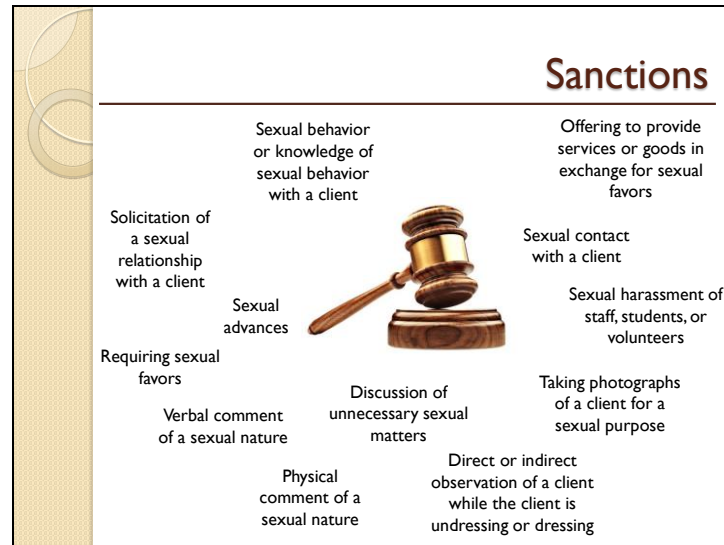 Sanctions
Sexual behavior
or knowledge of
sexual behavior
with a client
Offering to provide
services or goods in
exchange for sexual
favors
Solicitation of
a sexual
relationship
with a client
Sexual contact
with a client
Sexual
advances
Sexual harassment of
staff, students, or
volunteers
Requiring sexual
favors
Discussion of
unnecessary sexual
matters
Taking photographs
of a client for a
sexual purpose
Verbal comment
of a sexual nature
Physical
comment of a
sexual nature
Direct or indirect
observation of a client
while the client is
undressing or dressing